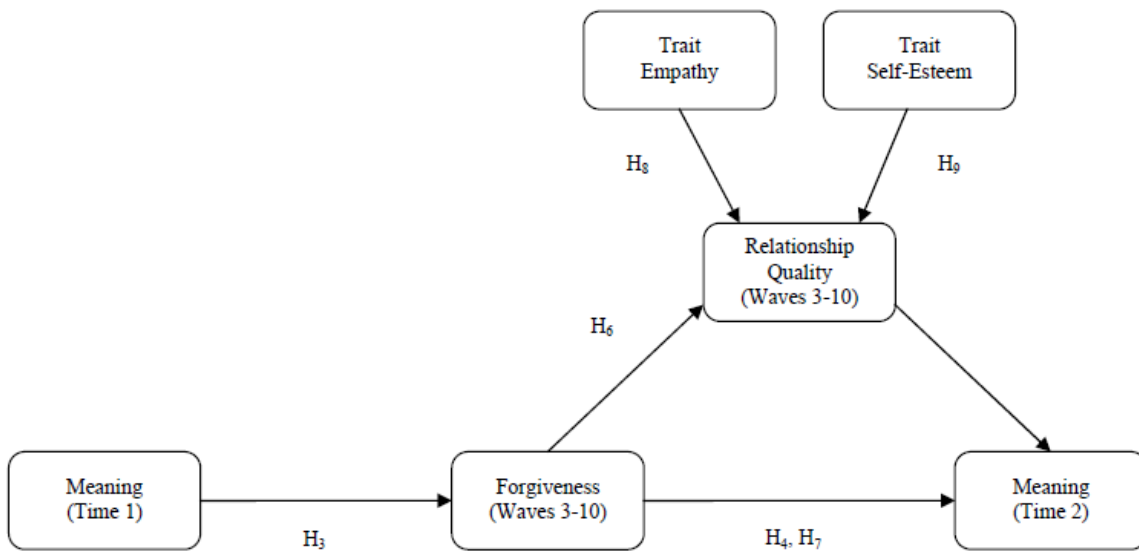 Trait
Empathy
Trait
Self-Esteem
H₈
H₉
Relationship
Quality
(Waves 3-10)
H₆
Meaning
(Time 1)
Forgiveness
(Waves 3-10)
Meaning
(Time 2)
H₃
H₄, H₇